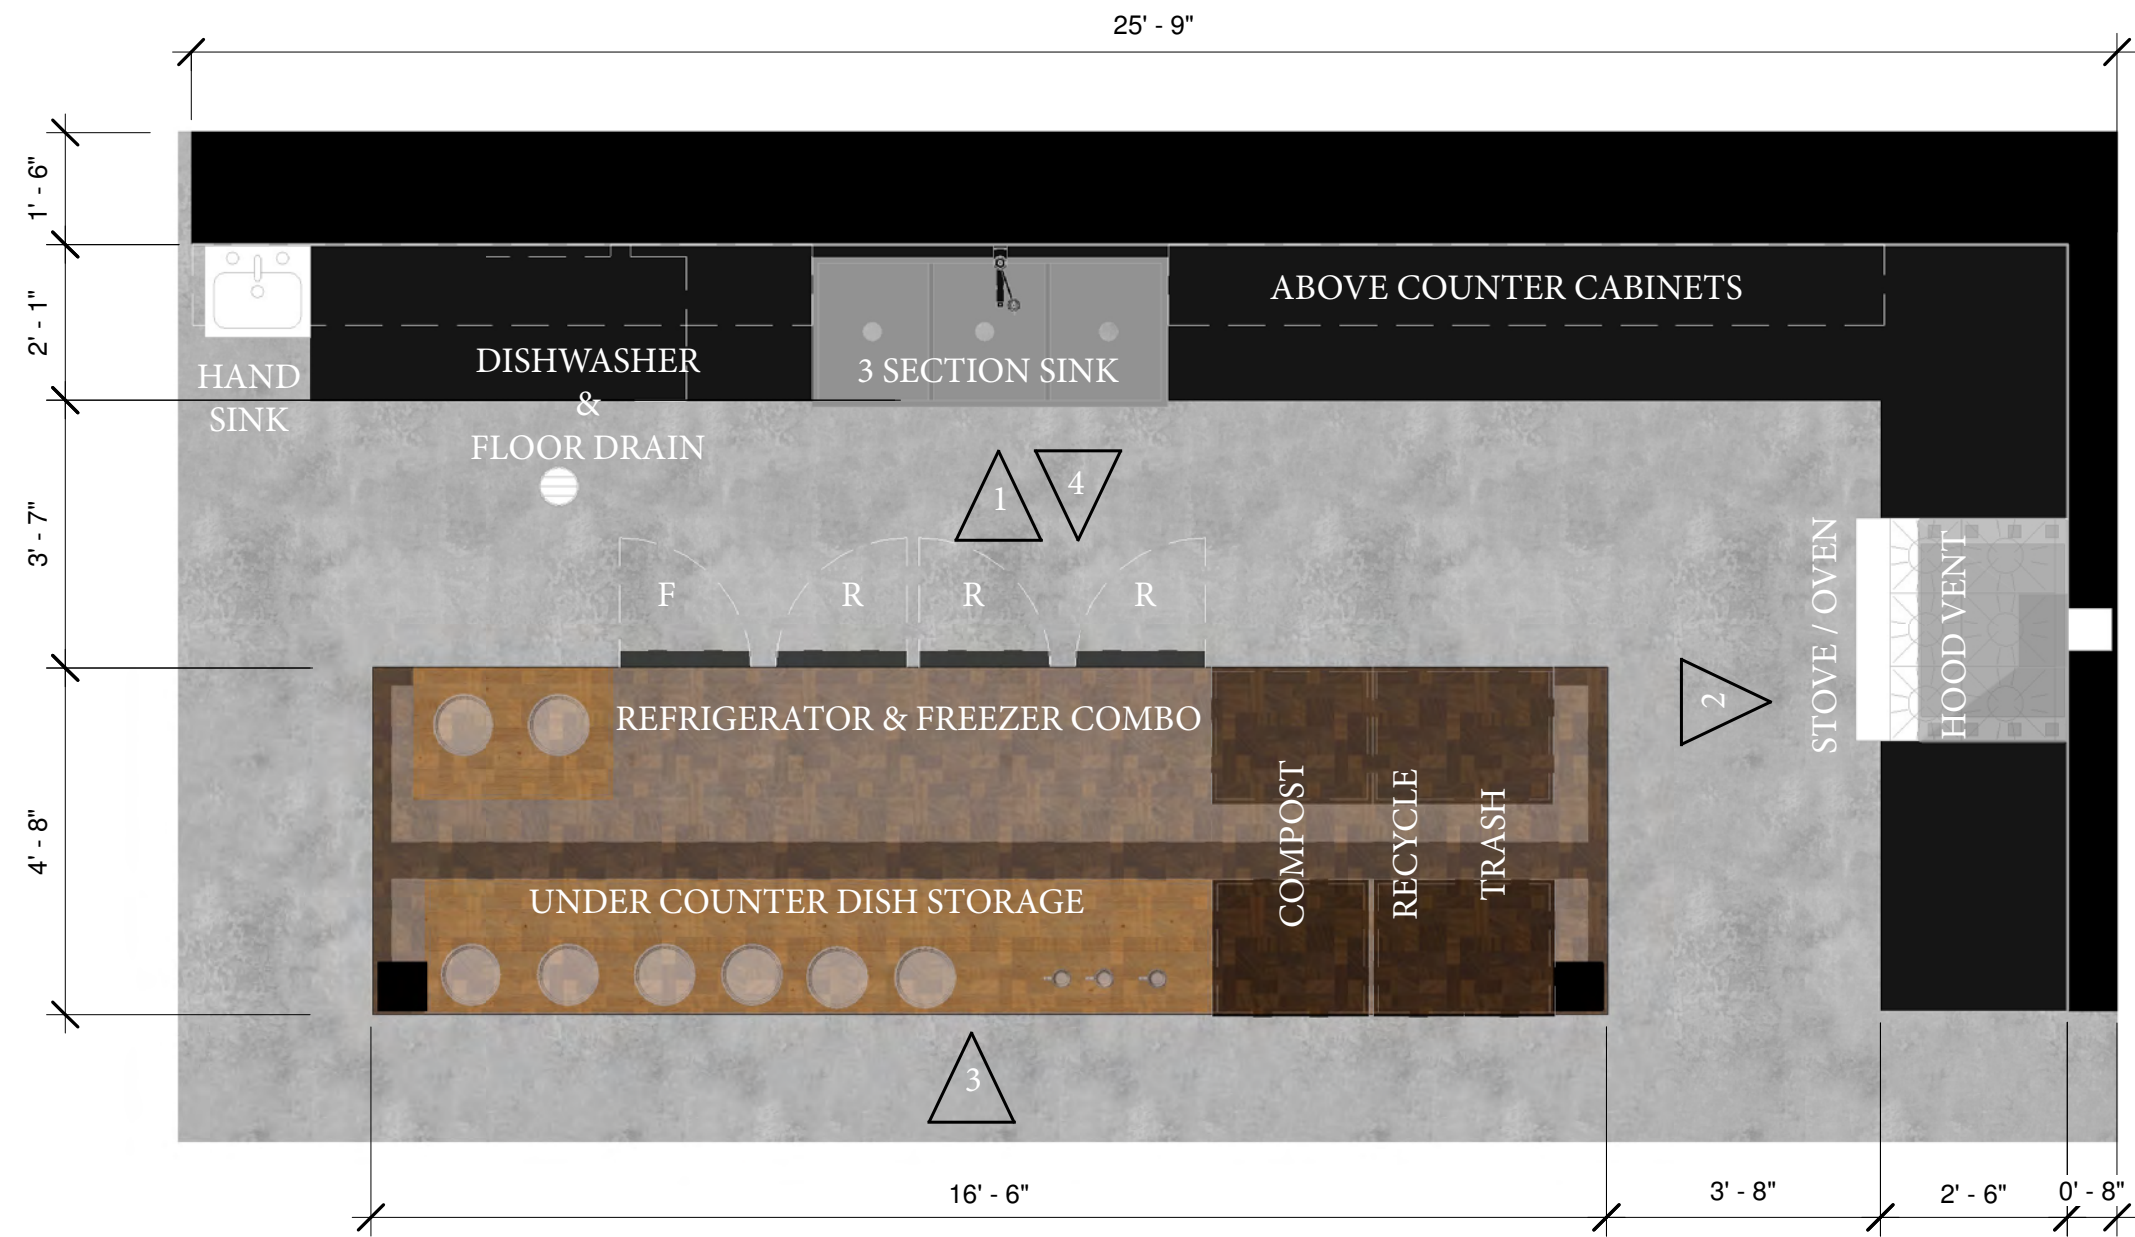 25' - 9"
1' - 6"
2' - 1"
3' - 7"
4' - 8"
ABOVE COUNTER CABINETS
HAND
SINK
DISHWASHER
&
FLOOR DRAIN
3 SECTION SINK
1
4
F
R
R
R
STOVE / OVEN
HOOD VENT
2
REFRIGERATOR & FREEZER COMBO
COMPOST
RECYCLE
TRASH
UNDER COUNTER DISH STORAGE
3
16' - 6"
3' - 8"
2' - 6"
0' - 8"